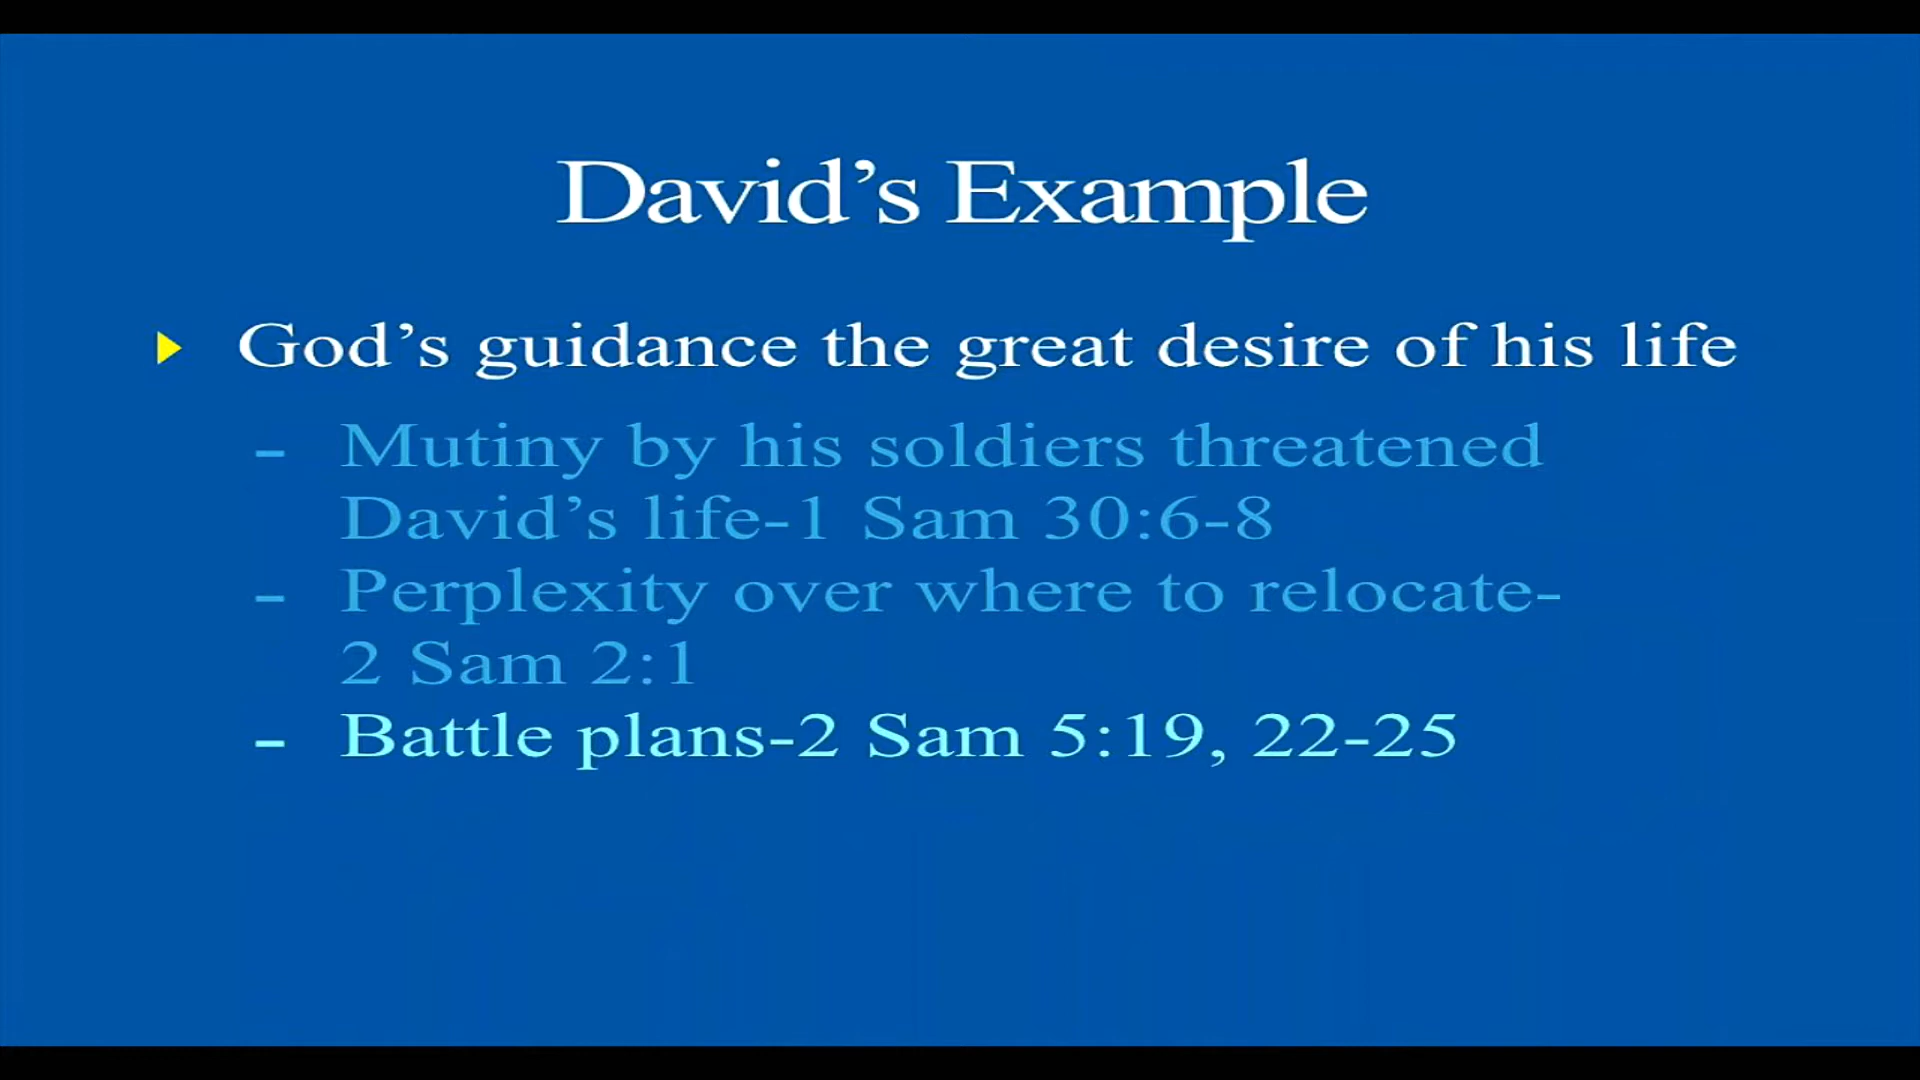 David’s Example
God’s guidance the great desire of his life
- Mutiny by his soldiers threatened
David’s life-1 Sam 30:6-8
- Perplexity over where to relocate-
2 Sam 2:1
- Battle plans-2 Sam 5:19, 22-25